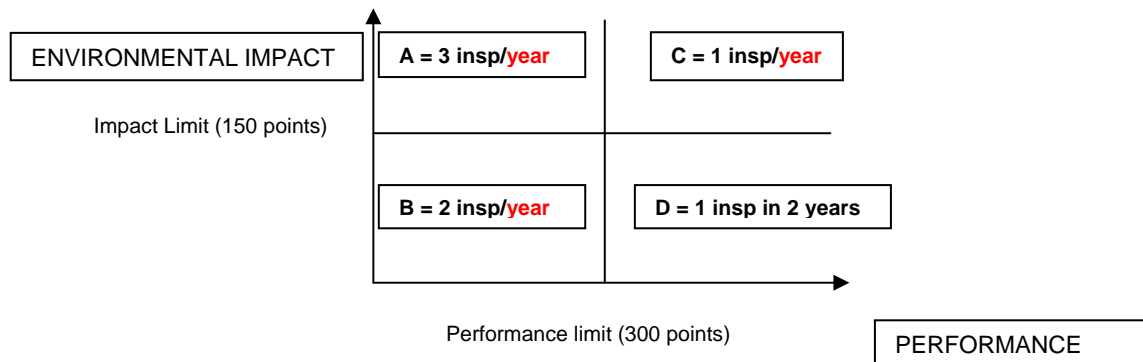 A = 3 insp/year
C = 1 insp/year
ENVIRONMENTAL IMPACT
Impact Limit (150 points)
B = 2 insp/year
D = 1 insp in 2 years
Performance limit (300 points)
PERFORMANCE